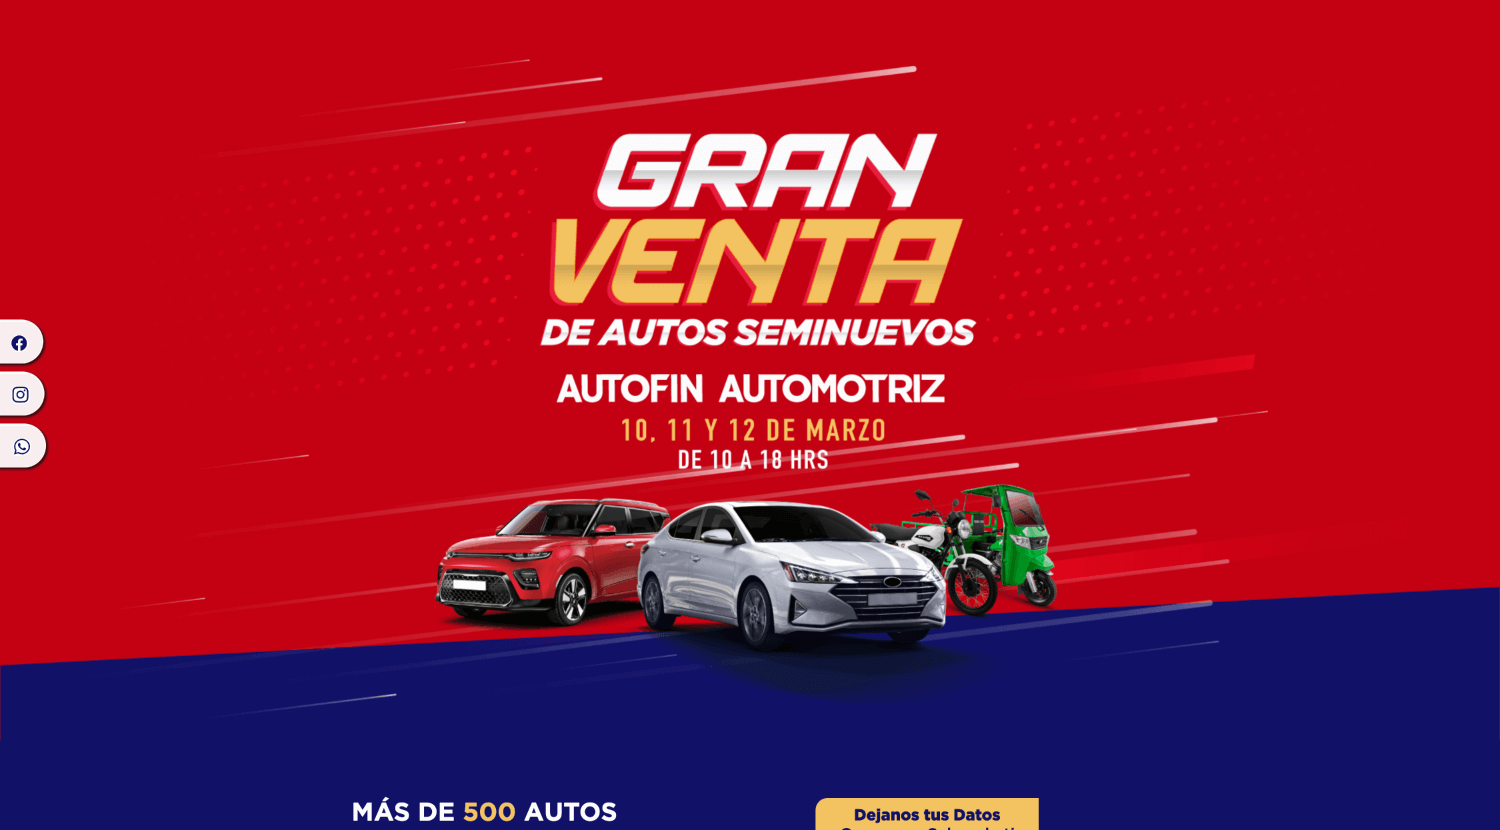 GRAN
VENTA
DE AUTOS SEMINUEVOS
AUTOFIN AUTOMOTRIZ
10, 11 Y 12 DE MARZO
DE 10 A 18 HRS
MÁS DE 500 AUTOS
Dejanos tus Datos